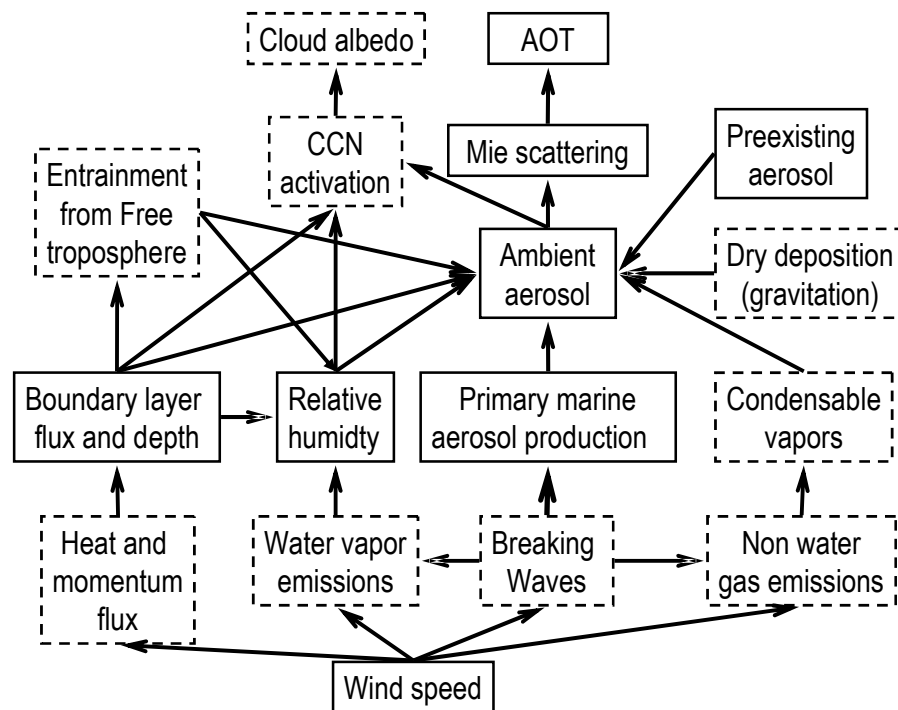 Cloud albedo
AOT
CCN
activation
Mie scattering
Preexisting
aerosol
Entrainment
from Free
troposphere
Ambient
aerosol
Dry deposition
(gravitation)
Boundary layer
flux and depth
Relative
humidty
Primary marine
aerosol production
Condensable
vapors
Heat and
momentum
flux
Water vapor
emissions
Breaking
Waves
Non water
gas emissions
Wind speed